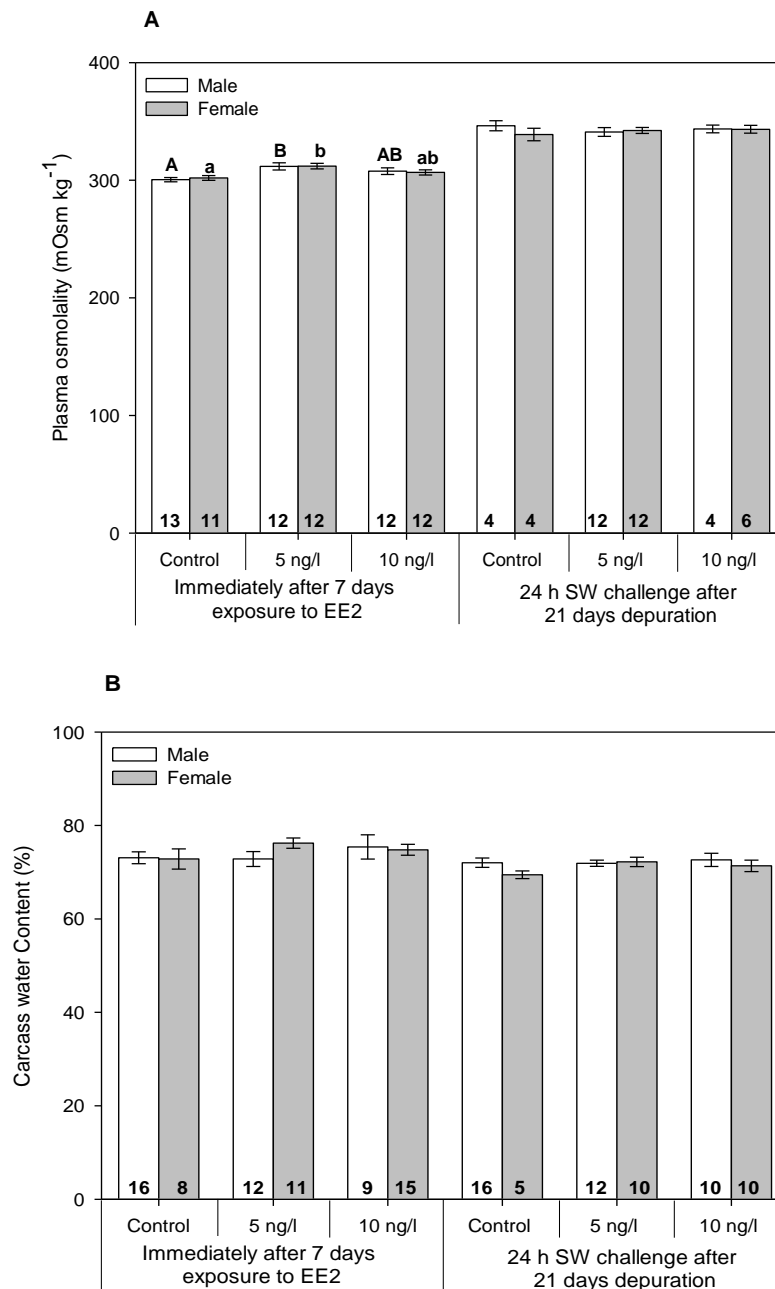 A
400
Male
Female
A a B b AB ab
300
200
100
0
Plasma osmolality (mOsm kg⁻¹)
13 11 12 12 12 12 4 4 12 12 4 6
Control 5 ng/l 10 ng/l Control 5 ng/l 10 ng/l
Immediately after 7 days
exposure to EE2
24 h SW challenge after
21 days depuration
B
100
Male
Female
80
60
40
20
0
Carcass water Content (%)
16 8 12 11 9 15 16 5 12 10 10 10
Control 5 ng/l 10 ng/l Control 5 ng/l 10 ng/l
Immediately after 7 days
exposure to EE2
24 h SW challenge after
21 days depuration